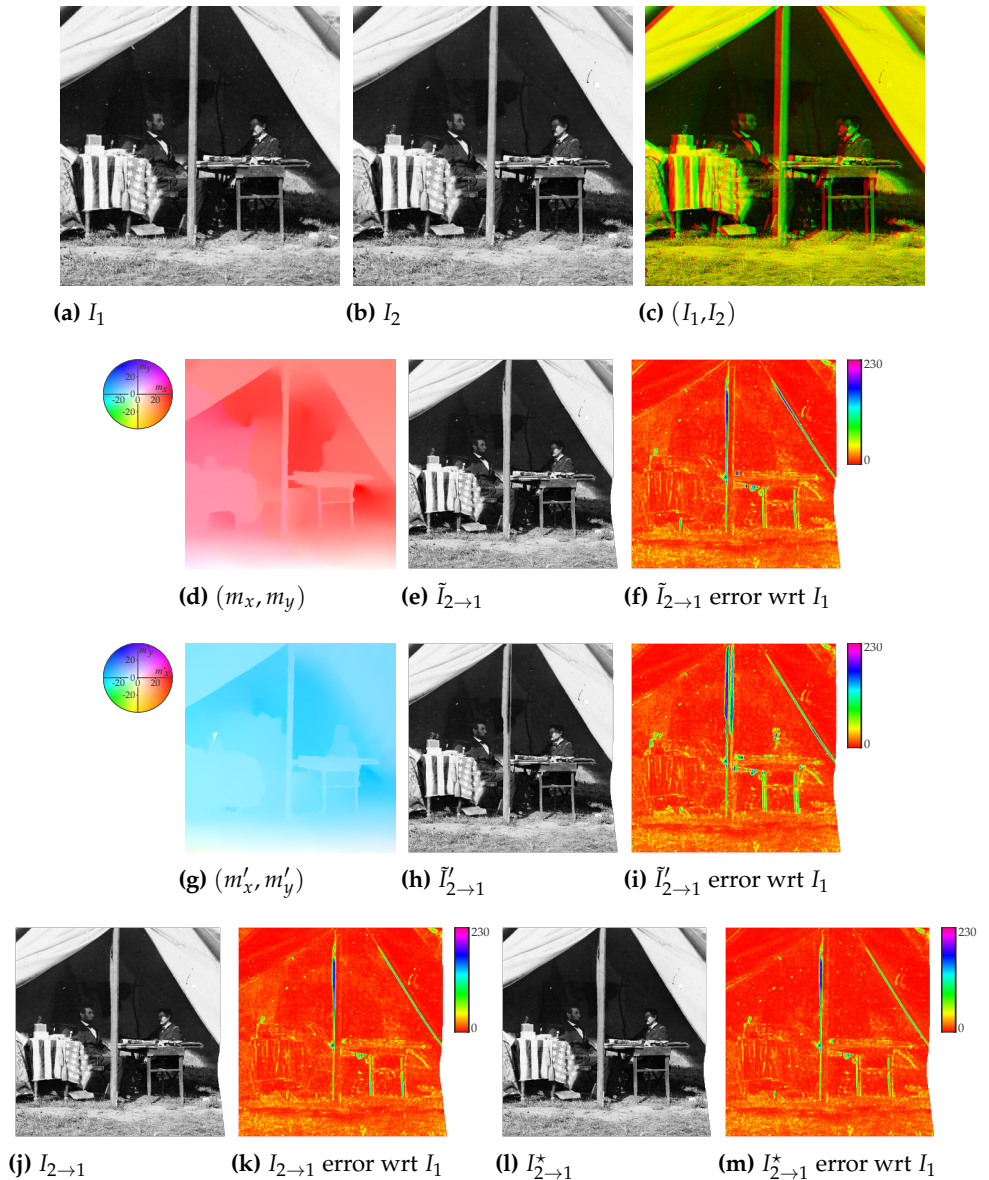 (a) I₁
(b) I₂
(c) (I₁,I₂)
m_y
20
m_x
-20 0 20
-20
230
0
(d) (m_x, m_y)
(e) Ĩ₂→₁
(f) Ĩ₂→₁ error wrt I₁
m'_y
20
m'_x
-20 0 20
-20
230
0
(g) (m′_x, m′_y)
(h) Ĩ′₂→₁
(i) Ĩ′₂→₁ error wrt I₁
230
0
230
0
(j) I₂→₁
(k) I₂→₁ error wrt I₁
(l) I⋆₂→₁
(m) I⋆₂→₁ error wrt I₁